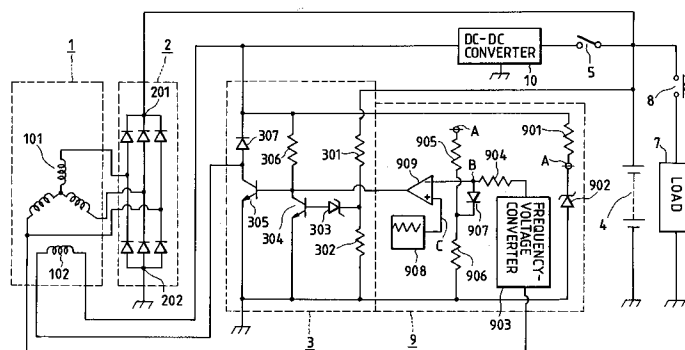 1
2
201
DC-DC
CONVERTER
10
5
8
101
307
306
301
A
905
901
A
909
B
904
902
907
7
LOAD
4
305
304
303
302
908
C
906
FREQUENCY-
VOLTAGE
CONVERTER
903
102
202
3
9